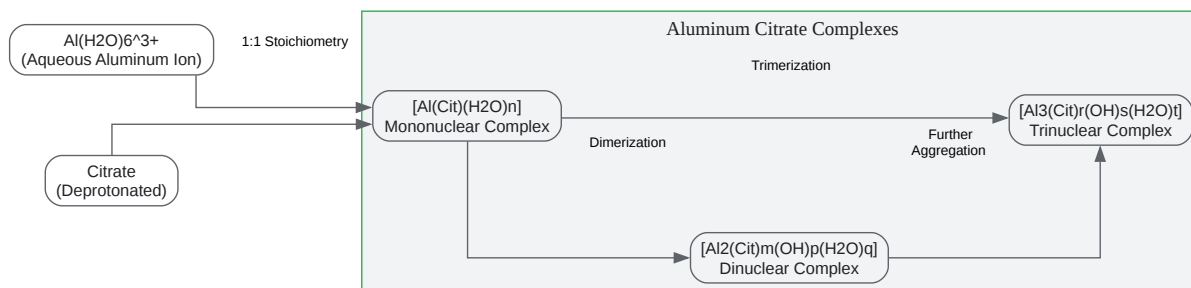 Aluminum Citrate Complexes
Al(H2O)6^3+
(Aqueous Aluminum Ion)
1:1 Stoichiometry
Trimerization
[Al(Cit)(H2O)n]
Mononuclear Complex
[Al3(Cit)r(OH)s(H2O)t]
Trinuclear Complex
Dimerization
Further
Aggregation
Citrate
(Deprotonated)
[Al2(Cit)m(OH)p(H2O)q]
Dinuclear Complex